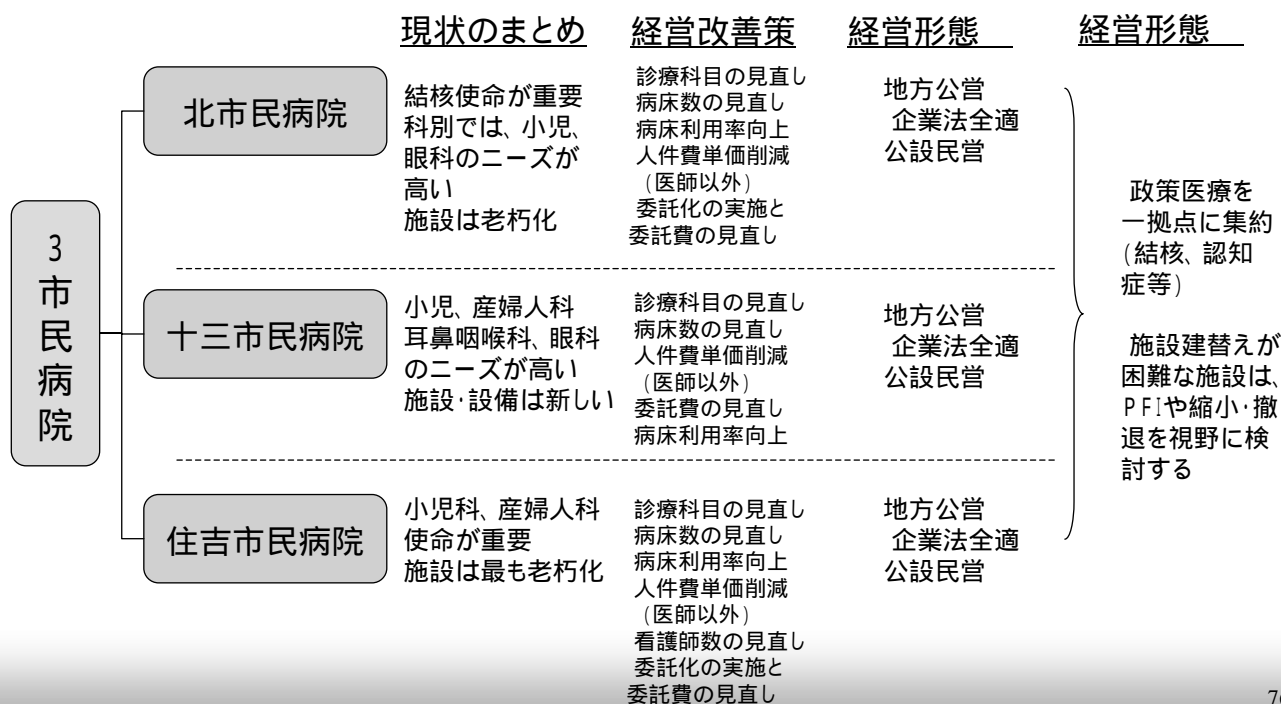 現状のまとめ
経営改善策
経営形態
経営形態
3市民病院
北市民病院
結核使命が重要
科別では、小児、
眼科のニーズが
高い
施設は老朽化
診療科目の見直し
病床数の見直し
病床利用率向上
人件費単価削減
(医師以外)
委託化の実施と
委託費の見直し
地方公営
企業法全適
公設民営
十三市民病院
小児、産婦人科
耳鼻咽喉科、眼科
のニーズが高い
施設・設備は新しい
診療科目の見直し
病床数の見直し
人件費単価削減
(医師以外)
委託費の見直し
病床利用率向上
地方公営
企業法全適
公設民営
住吉市民病院
小児科、産婦人科
使命が重要
施設は最も老朽化
診療科目の見直し
病床数の見直し
病床利用率向上
人件費単価削減
(医師以外)
看護師数の見直し
委託化の実施と
委託費の見直し
地方公営
企業法全適
公設民営
政策医療を
一拠点に集約
(結核、認知
症等)
施設建替えが
困難な施設は、
PFIや縮小・撤
退を視野に検
討する